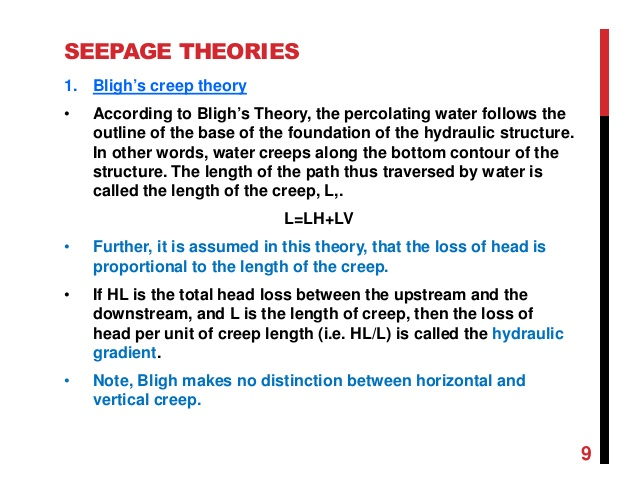 SEEPAGE THEORIES
1. Bligh's creep theory
• According to Bligh's Theory, the percolating water follows the
outline of the base of the foundation of the hydraulic structure.
In other words, water creeps along the bottom contour of the
structure. The length of the path thus traversed by water is
called the length of the creep, L,.
L=LH+LV
• Further, it is assumed in this theory, that the loss of head is
proportional to the length of the creep.
• If HL is the total head loss between the upstream and the
downstream, and L is the length of creep, then the loss of
head per unit of creep length (i.e. HL/L) is called the hydraulic
gradient.
• Note, Bligh makes no distinction between horizontal and
vertical creep.
9